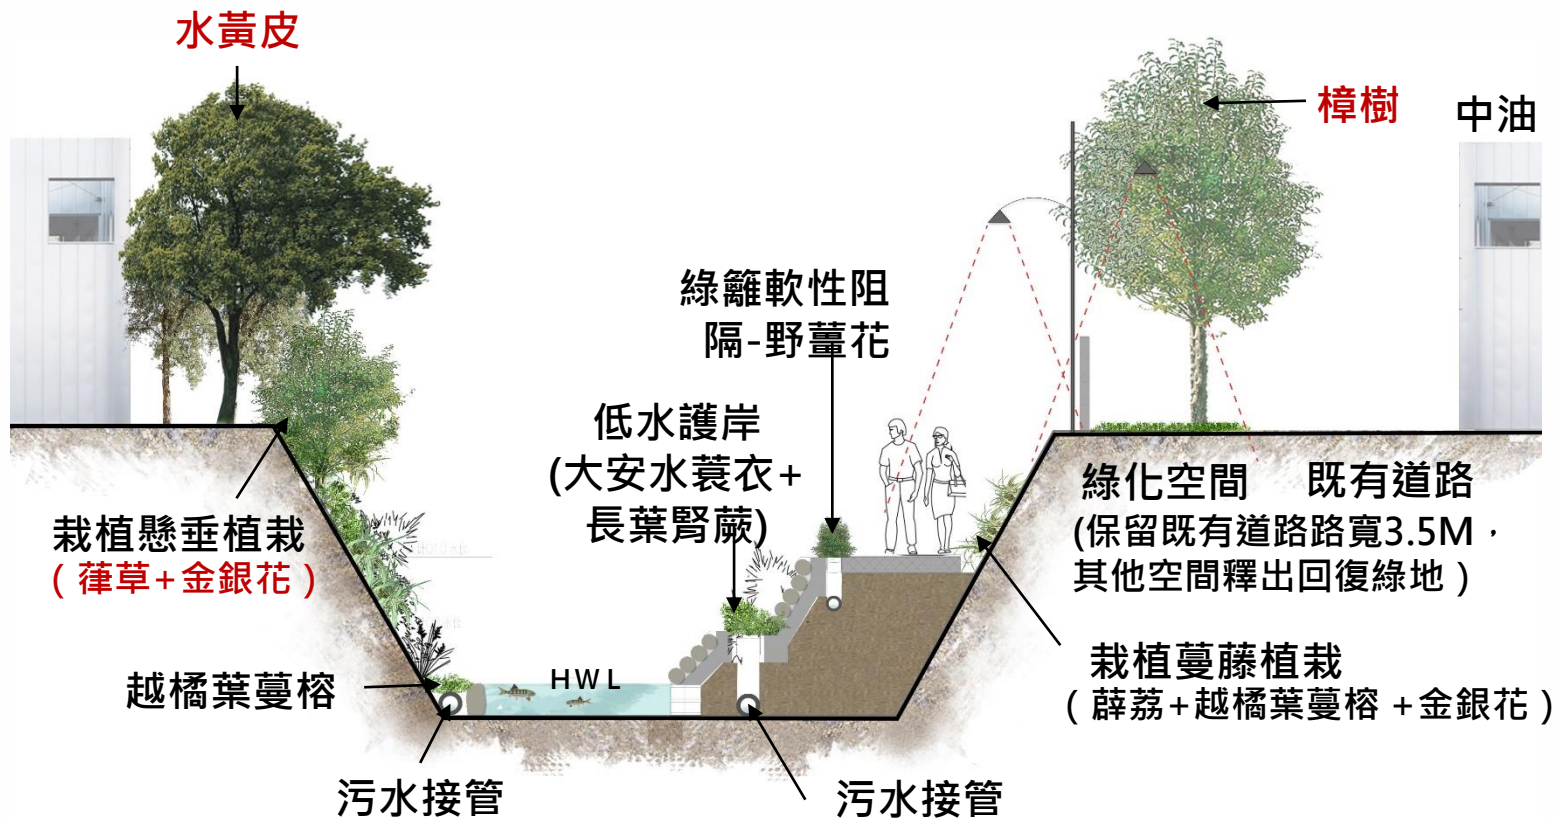 水黃皮
樟樹
中油
綠籬軟性阻
隔-野薑花
低水護岸
(大安水蓑衣+
長葉腎蕨)
栽植懸垂植栽
(葎草+金銀花)
越橘葉蔓榕
HWL
綠化空間
既有道路
(保留既有道路路寬3.5M，
其他空間釋出回復綠地)
栽植蔓藤植栽
(薜荔+越橘葉蔓榕 +金銀花)
污水接管
污水接管